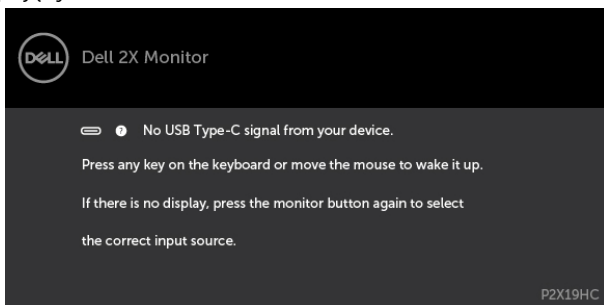 DELL
Dell 2X Monitor
No USB Type-C signal from your device.
Press any key on the keyboard or move the mouse to wake it up.
If there is no display, press the monitor button again to select
the correct input source.
P2X19HC